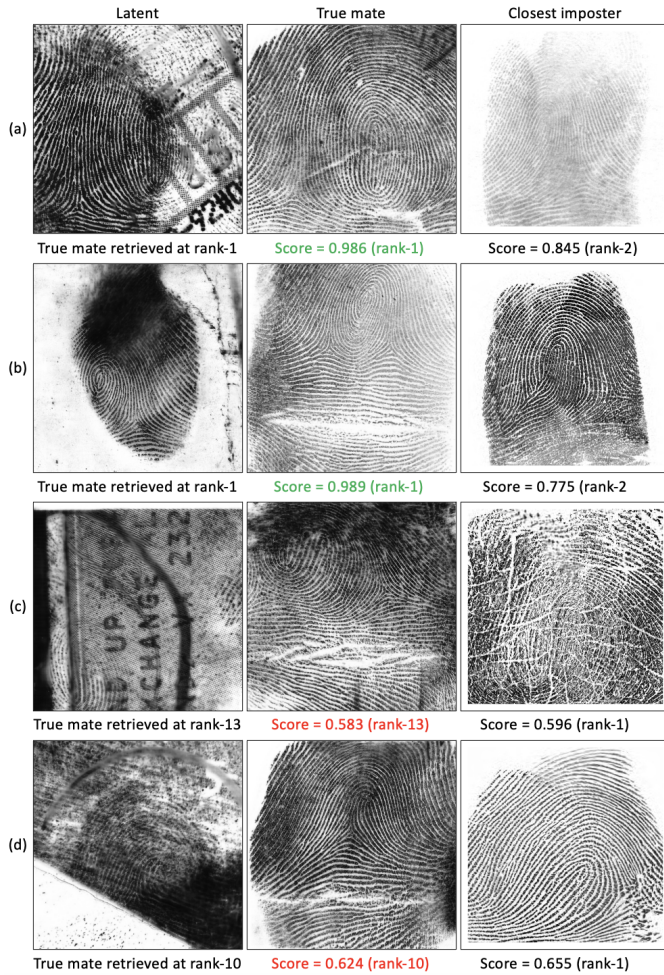 Latent True mate Closest imposter
(a)
-92#0
True mate retrieved at rank-1 Score = 0.986 (rank-1) Score = 0.845 (rank-2)
(b)
True mate retrieved at rank-1 Score = 0.989 (rank-1) Score = 0.775 (rank-2
(c)
D UP
XCHANGE
232
True mate retrieved at rank-13 Score = 0.583 (rank-13) Score = 0.596 (rank-1)
(d)
True mate retrieved at rank-10 Score = 0.624 (rank-10) Score = 0.655 (rank-1)